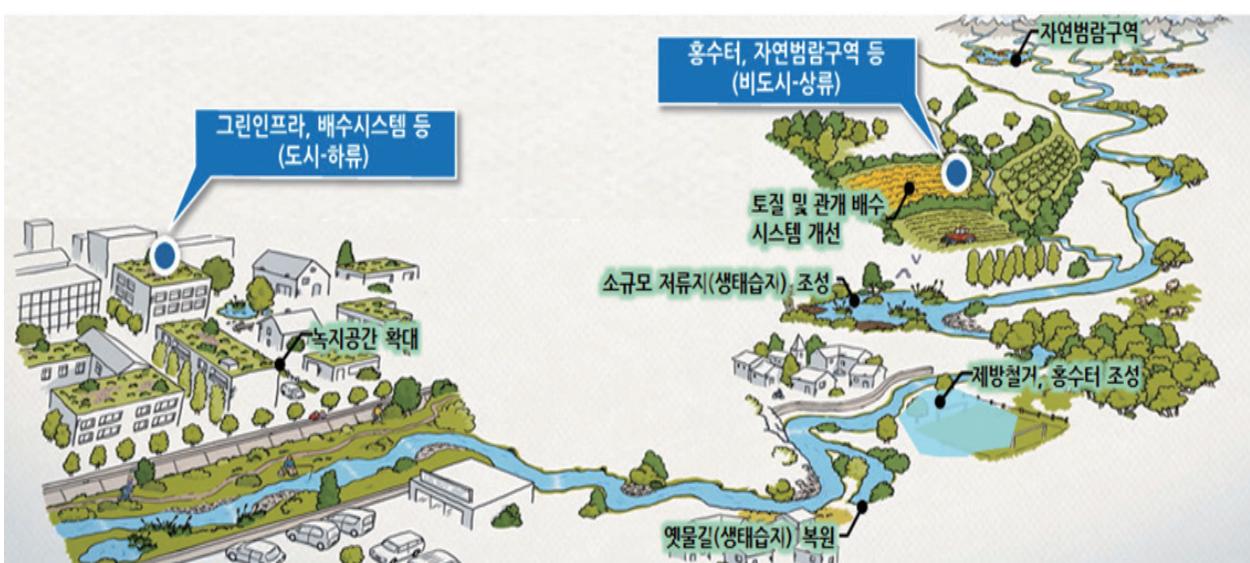 자연범람구역
홍수터, 자연범람구역 등
(비도시-상류)
그린인프라, 배수시스템 등
(도시-하류)
토질 및 관개 배수
시스템 개선
소규모 저류지(생태습지) 조성
녹지공간 확대
제방철거, 홍수터 조성
옛물길(생태습지) 복원